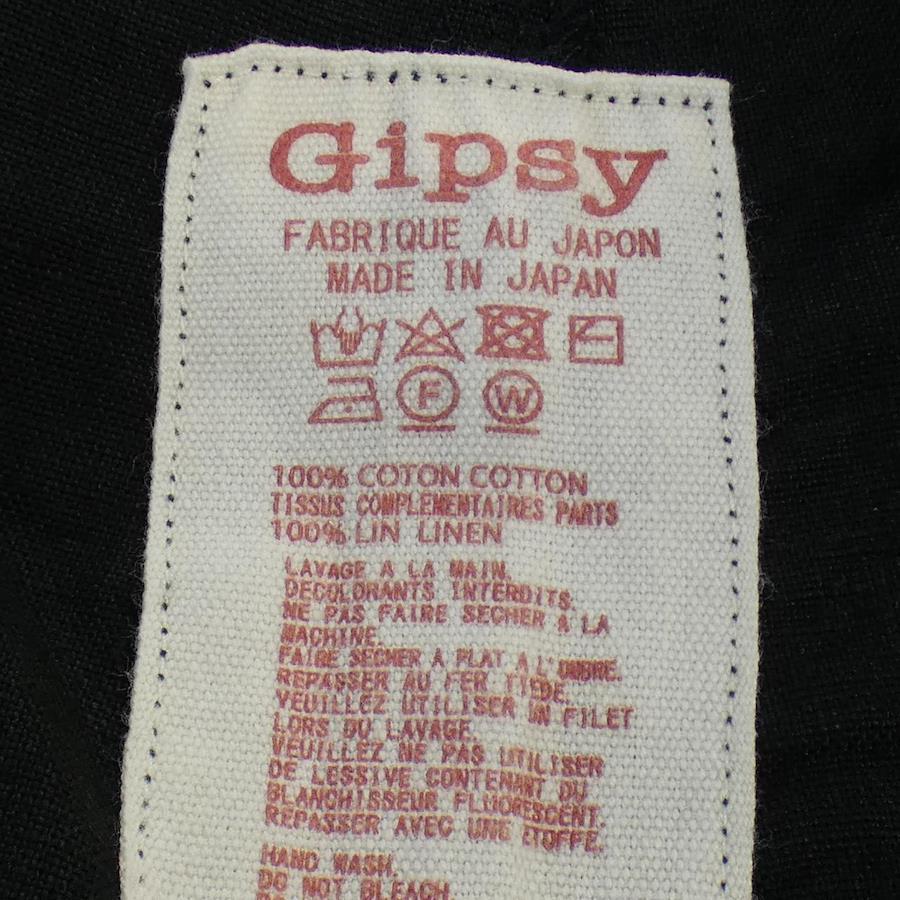 Gipsy
FABRIQUE AU JAPON
MADE IN JAPAN
F W
100% COTON COTTON
TISSUS COMPLEMENTAIRES PARTS
100% LIN LINEN
LAVAGE A LA MAIN.
DECOLORANTS INTERDITS.
NE PAS FAIRE SECHER A LA
MACHINE.
FAIRE SECHER A PLAT A L'OMBRE.
REPASSER AU FER TIEDE.
VEUILLEZ UTILISER UN FILET
LORS DU LAVAGE.
VEUILLEZ NE PAS UTILISER
DE LESSIVE CONTENANT DU
BLANCHISSEUR FLUORESCENT.
REPASSER AVEC UNE ETOFFE.
HAND WASH.
DO NOT BLEACH.